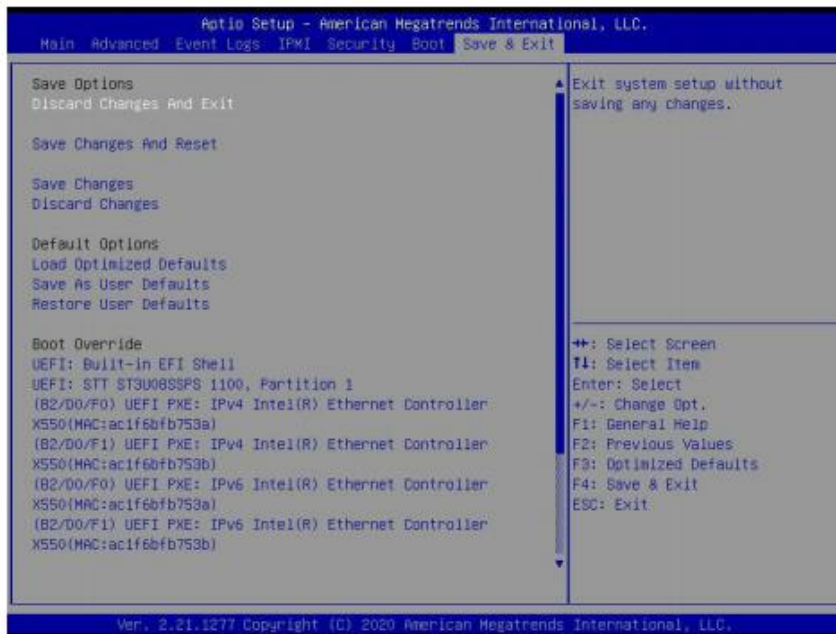 Aptio Setup – American Megatrends International, LLC.
Main Advanced Event Logs IPMI Security Boot Save & Exit
Save Options
Discard Changes And Exit
Save Changes And Reset
Save Changes
Discard Changes
Default Options
Load Optimized Defaults
Save As User Defaults
Restore User Defaults
Boot Override
UEFI: Built-in EFI Shell
UEFI: STT ST3U08SSPS 1100, Partition 1
(B2/D0/F0) UEFI PXE: IPv4 Intel(R) Ethernet Controller
X550(MAC:ac1f6bfb753a)
(B2/D0/F1) UEFI PXE: IPv4 Intel(R) Ethernet Controller
X550(MAC:ac1f6bfb753b)
(B2/D0/F0) UEFI PXE: IPv6 Intel(R) Ethernet Controller
X550(MAC:ac1f6bfb753a)
(B2/D0/F1) UEFI PXE: IPv6 Intel(R) Ethernet Controller
X550(MAC:ac1f6bfb753b)
Exit system setup without
saving any changes.
→←: Select Screen
↑↓: Select Item
Enter: Select
+/-: Change Opt.
F1: General Help
F2: Previous Values
F3: Optimized Defaults
F4: Save & Exit
ESC: Exit
Ver. 2.21.1277 Copyright (C) 2020 American Megatrends International, LLC.